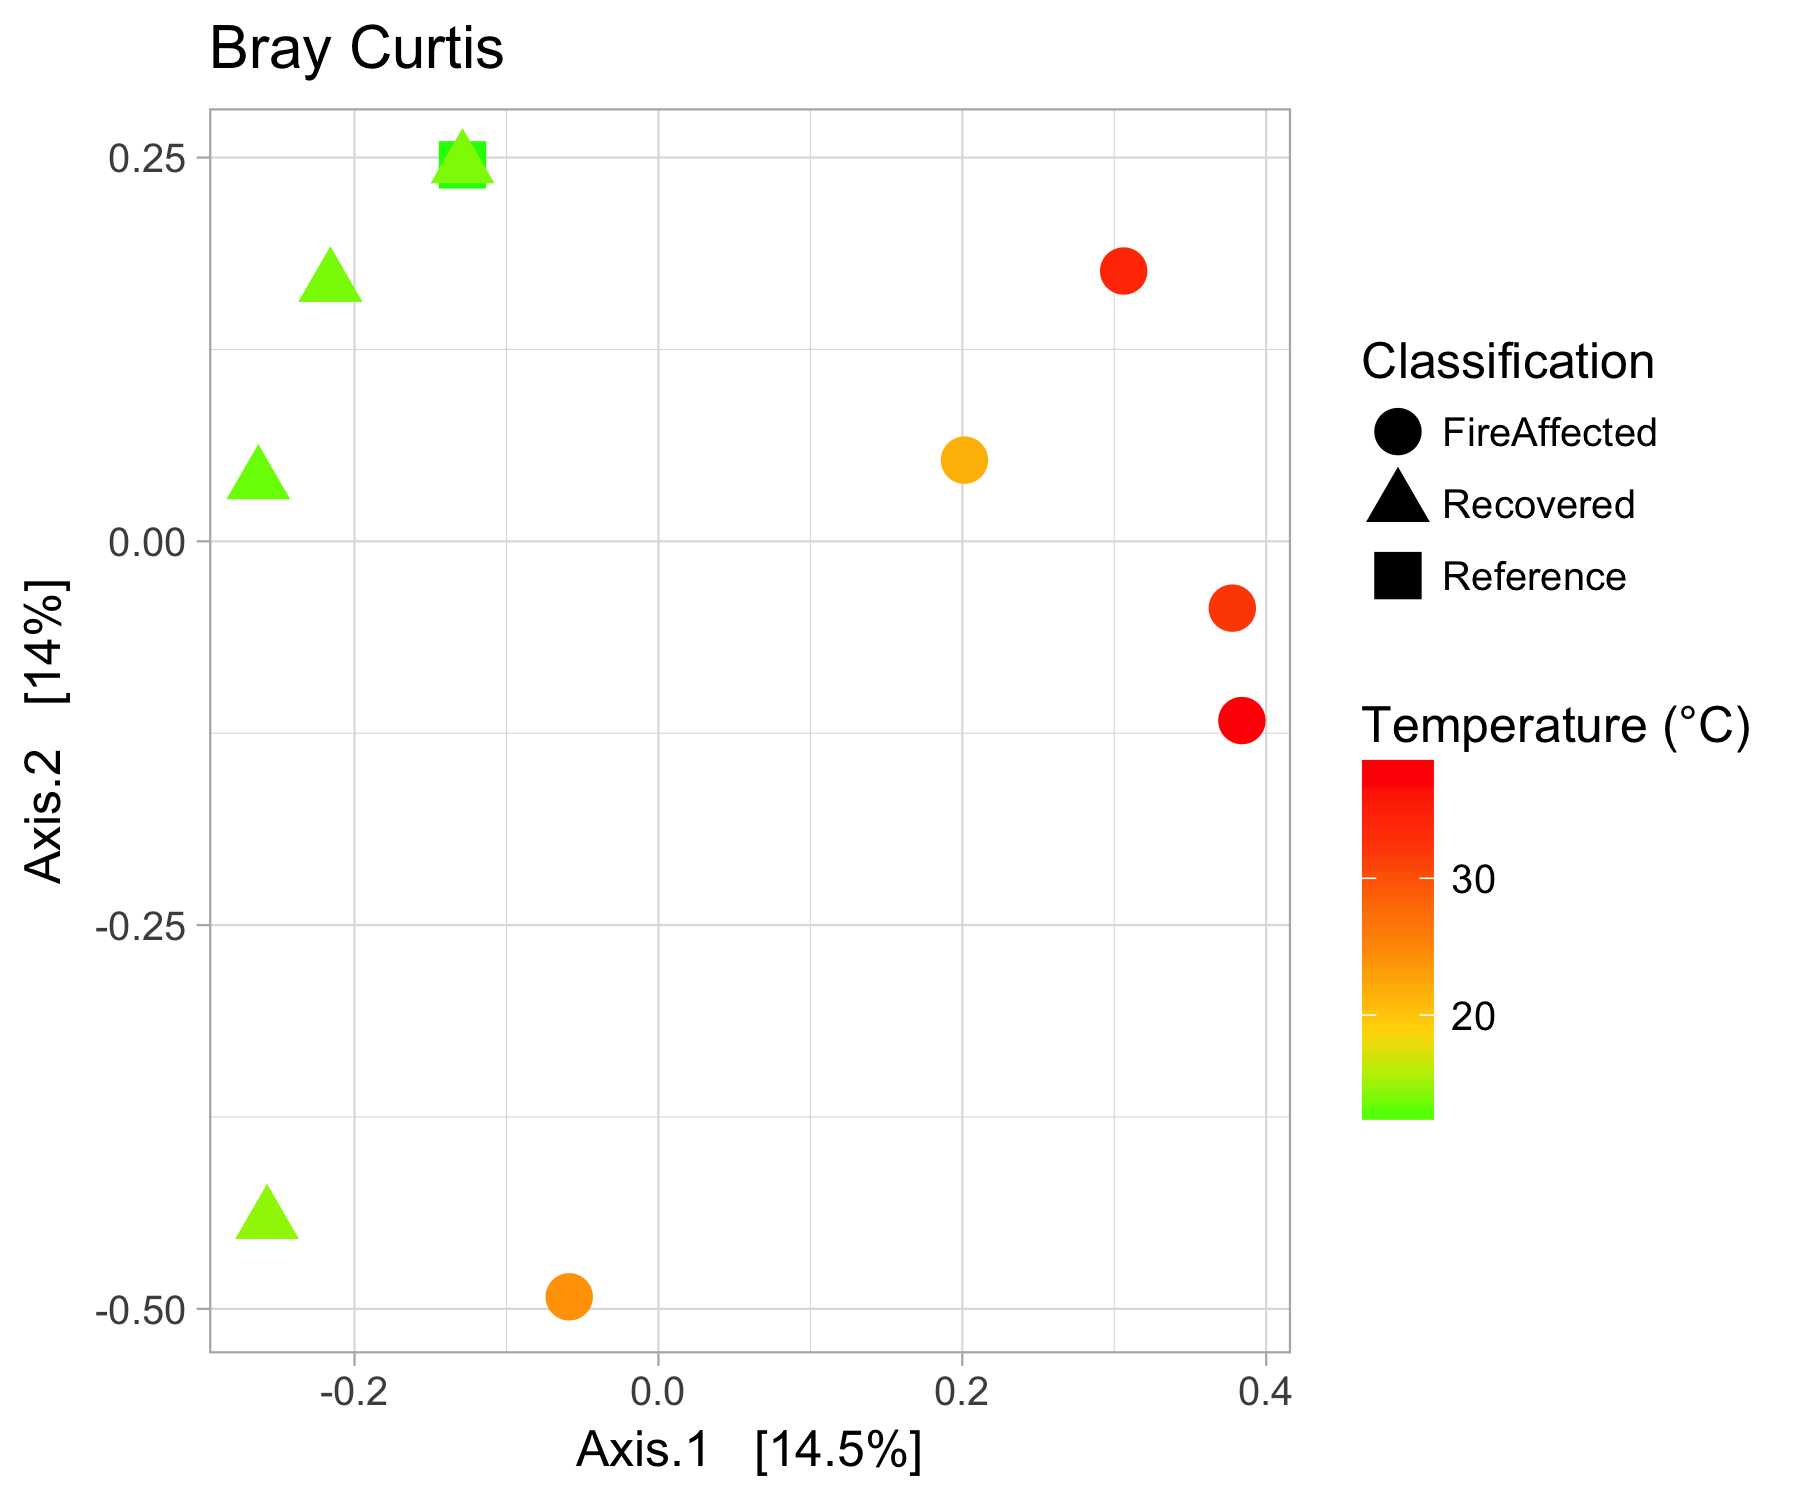 Bray Curtis
0.25
0.00
-0.25
-0.50
Axis.2 [14%]
-0.2
0.0
0.2
0.4
Axis.1 [14.5%]
Classification
FireAffected
Recovered
Reference
Temperature (°C)
30
20